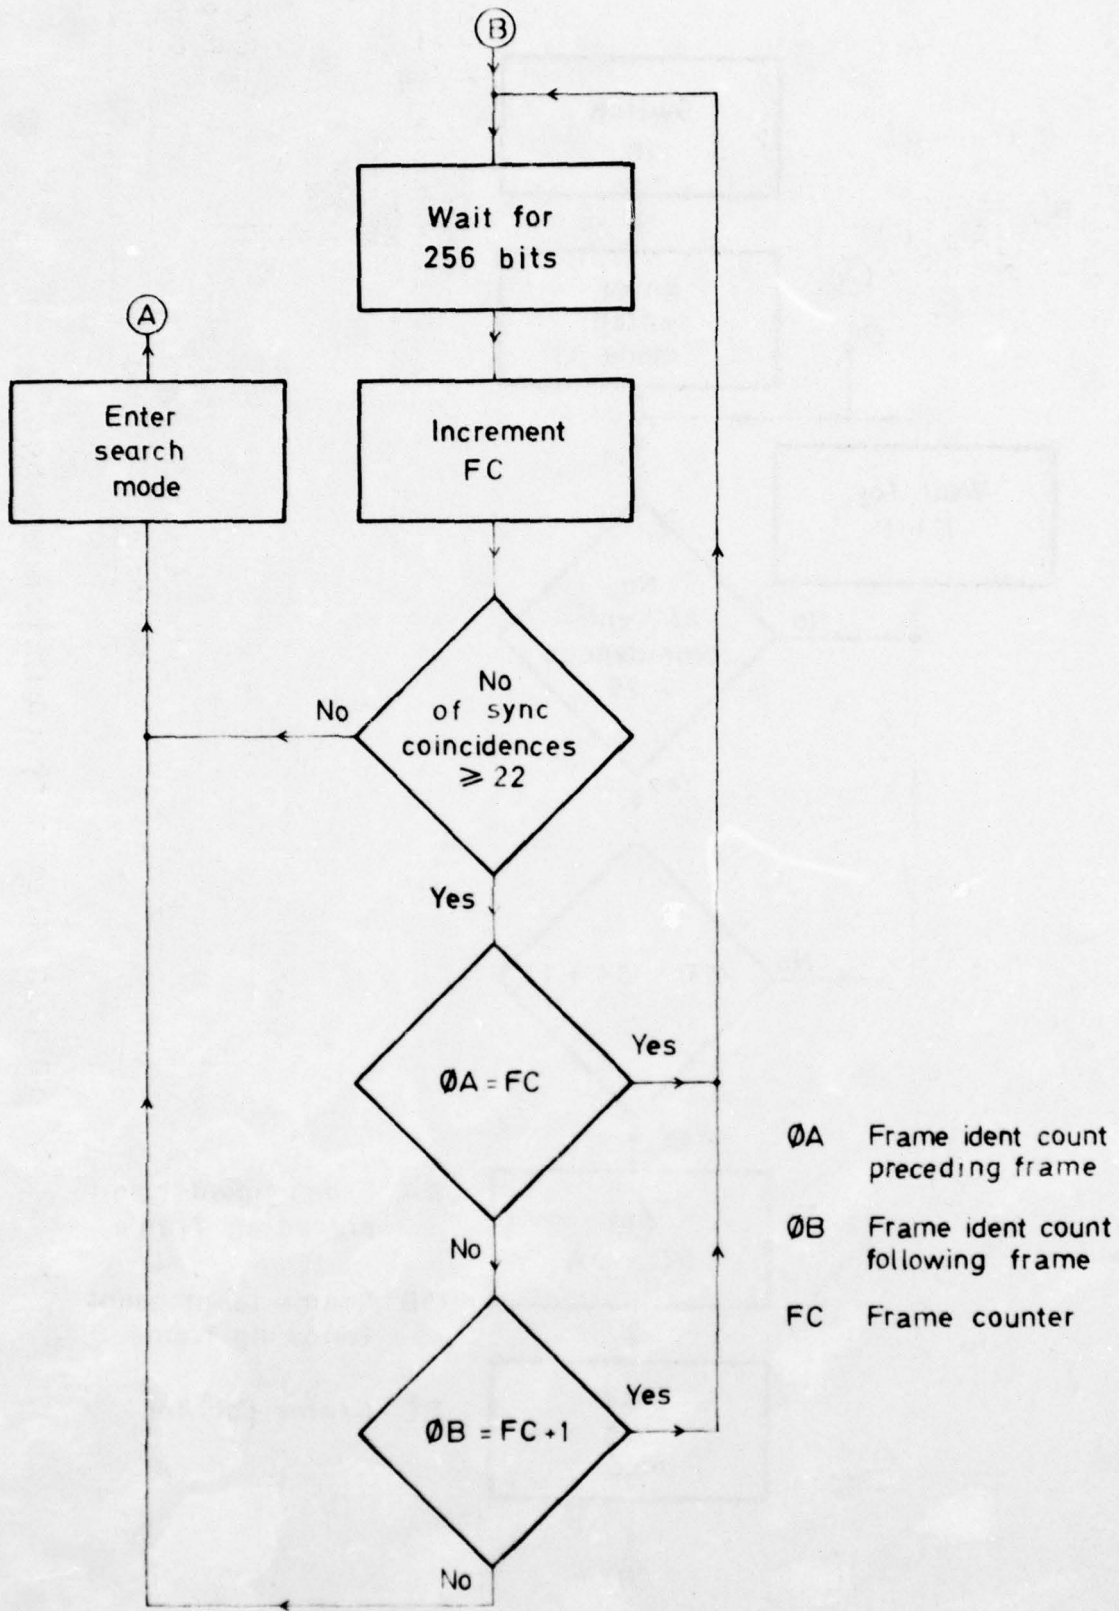 B
Wait for
256 bits
A
Enter
search
mode
Increment
FC
No
of sync
coincidences
≥ 22
No
Yes
ØA = FC
Yes
No
ØB = FC+1
Yes
No
ØA Frame ident count
preceding frame
ØB Frame ident count
following frame
FC Frame counter